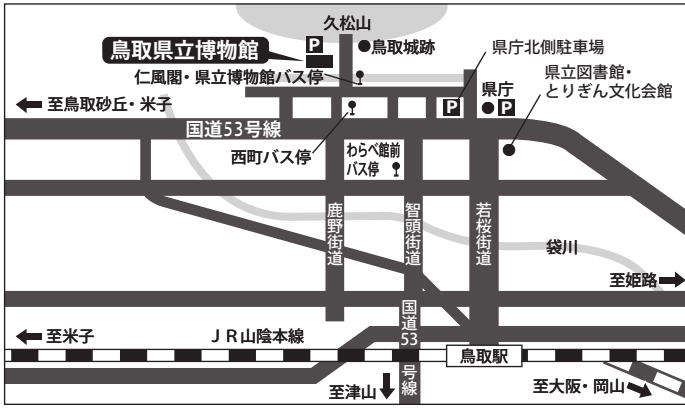 久松山
P
鳥取県立博物館
鳥取城跡
県庁北側駐車場
仁風閣・県立博物館バス停
県庁
県立図書館・
とりぎん文化会館
至鳥取砂丘・米子
P
P
国道53号線
西町バス停
わらべ館前
バス停
鹿野街道
智頭街道
若桜街道
袋川
至姫路
国道53
号線
至米子
JR山陰本線
鳥取駅
至津山
至大阪・岡山